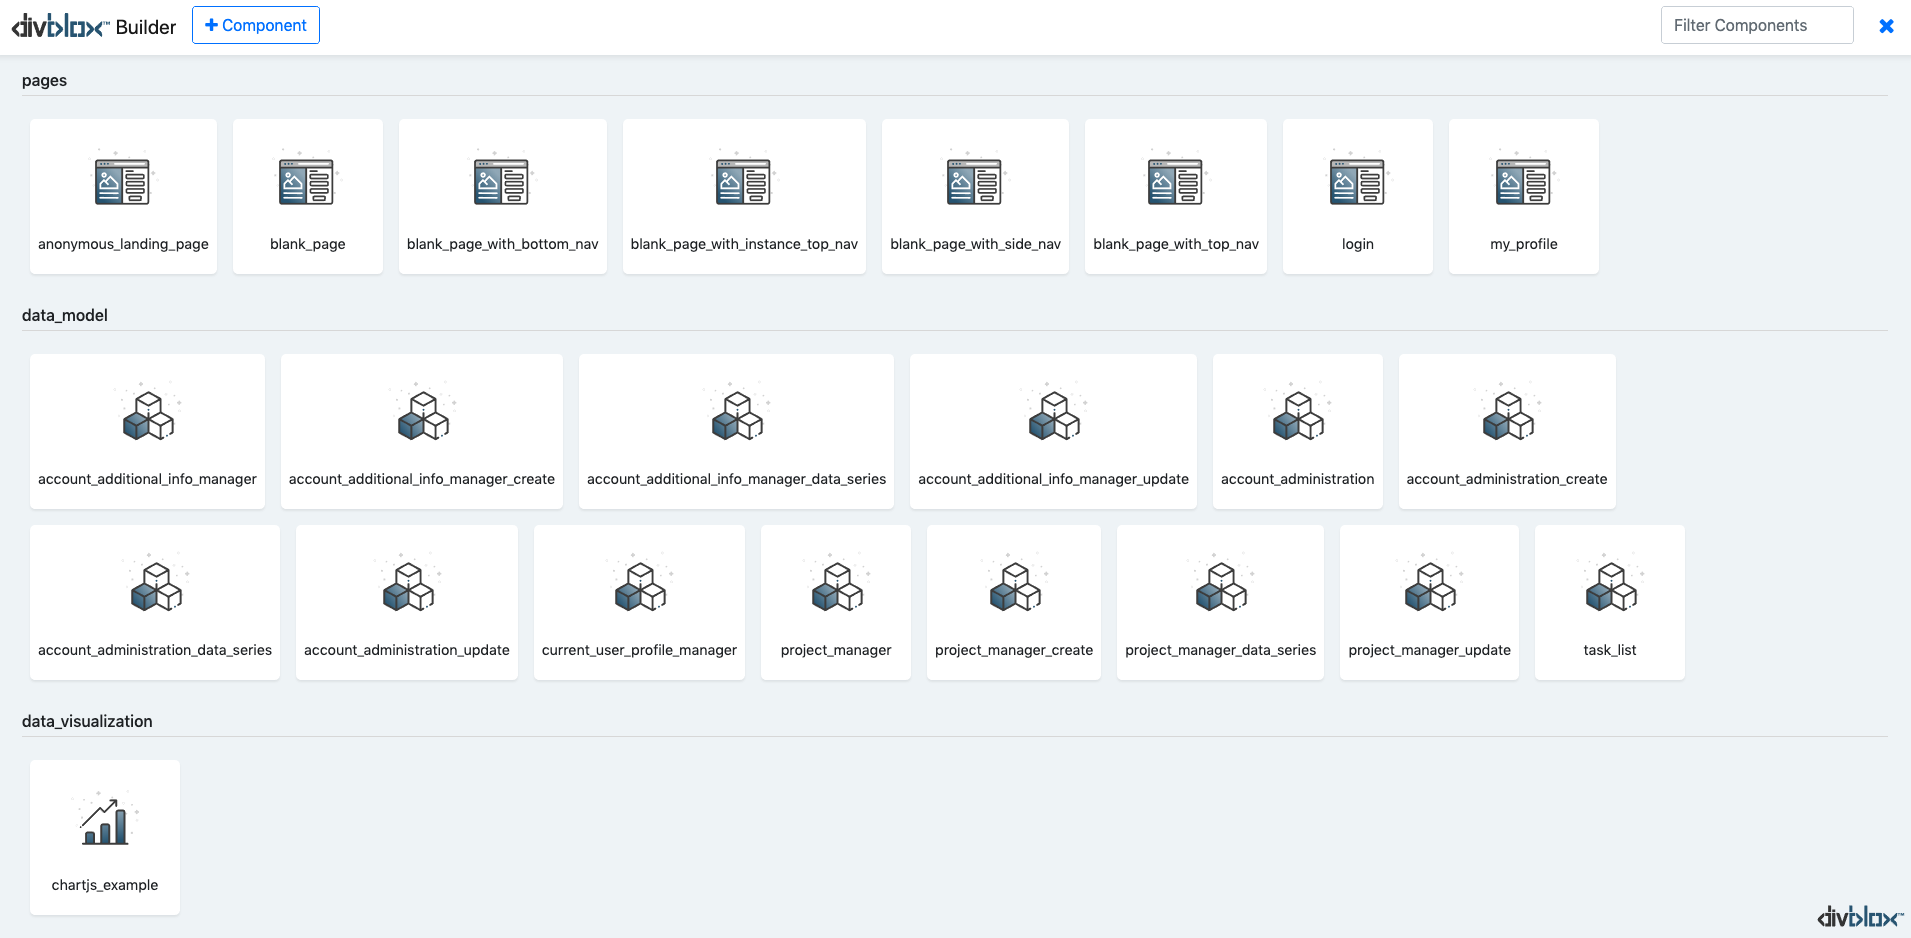 divblox™ Builder + Component Filter Components
pages
anonymous_landing_page blank_page blank_page_with_bottom_nav blank_page_with_instance_top_nav blank_page_with_side_nav blank_page_with_top_nav login my_profile
data_model
account_additional_info_manager account_additional_info_manager_create account_additional_info_manager_data_series account_additional_info_manager_update account_administration account_administration_create
account_administration_data_series account_administration_update current_user_profile_manager project_manager project_manager_create project_manager_data_series project_manager_update task_list
data_visualization
chartjs_example
divblox™